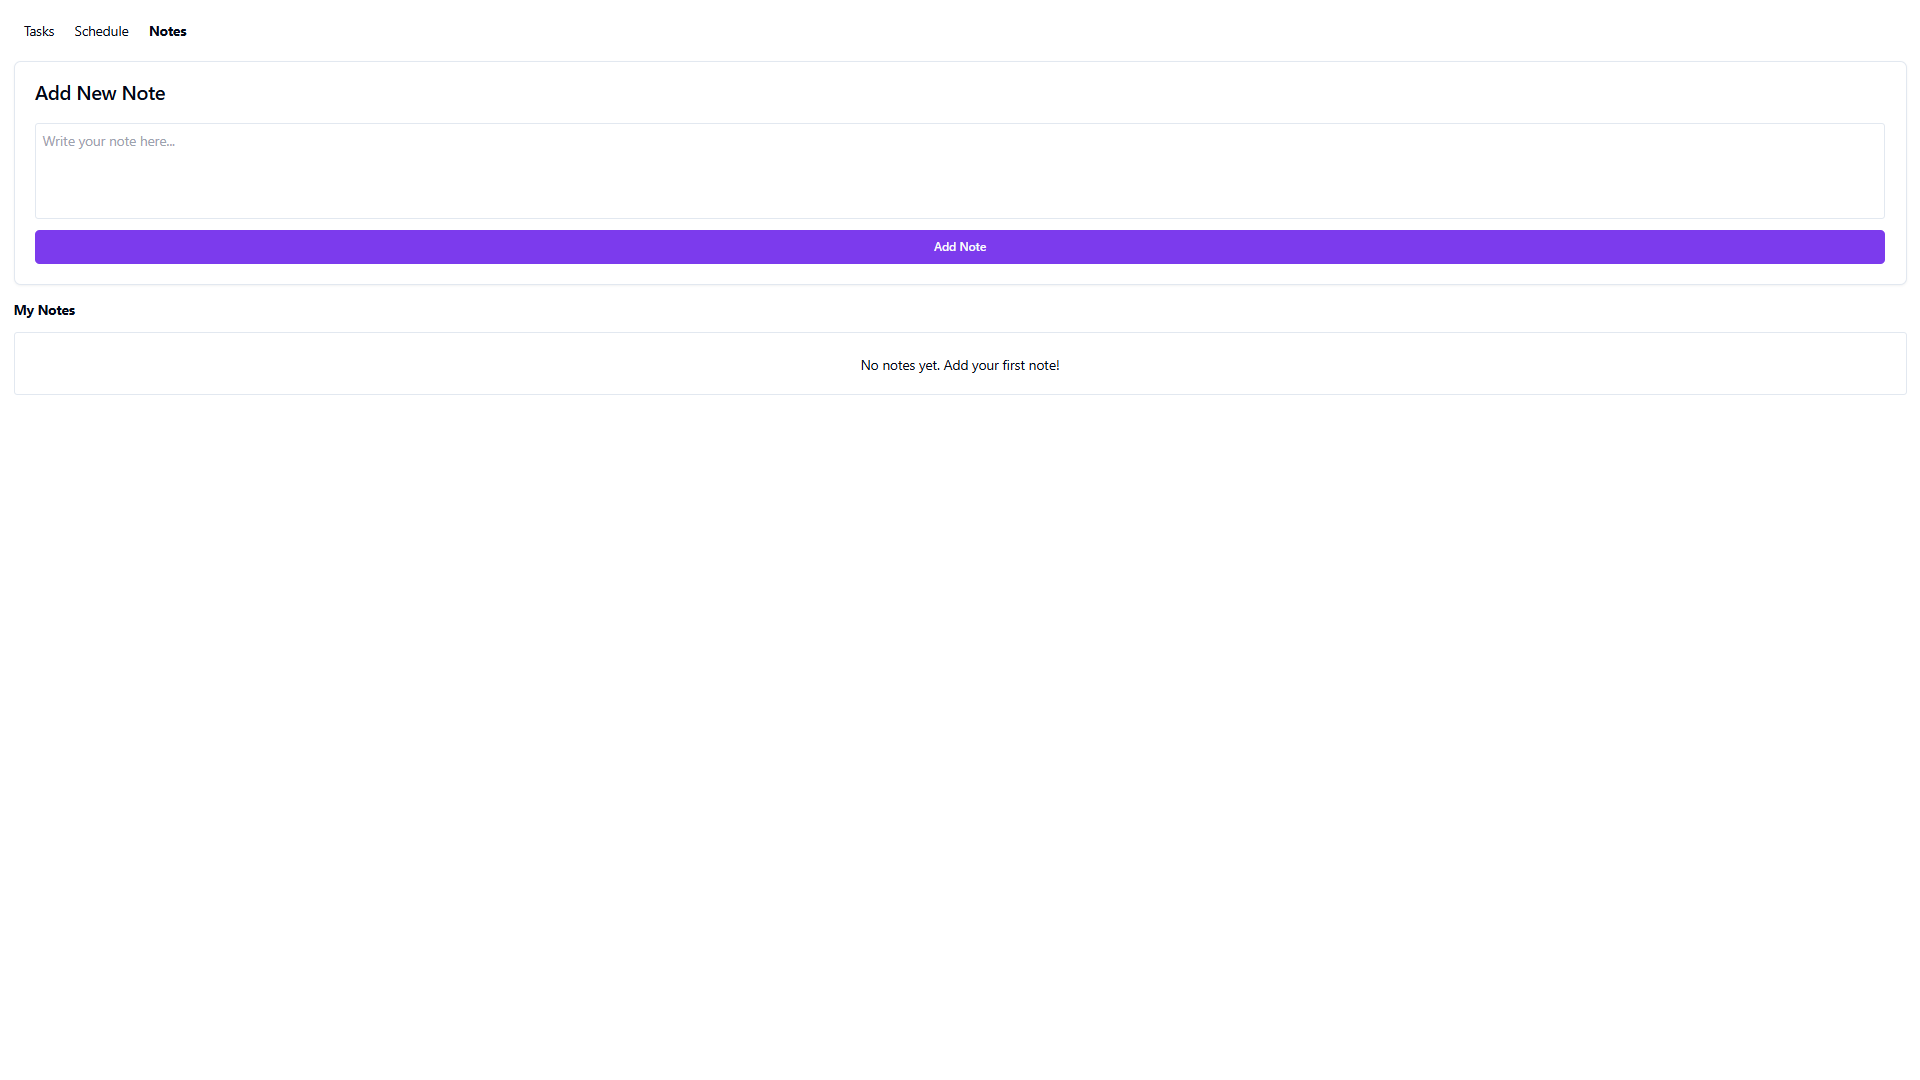 Tasks Schedule Notes
Add New Note
Write your note here...
Add Note
My Notes
No notes yet. Add your first note!